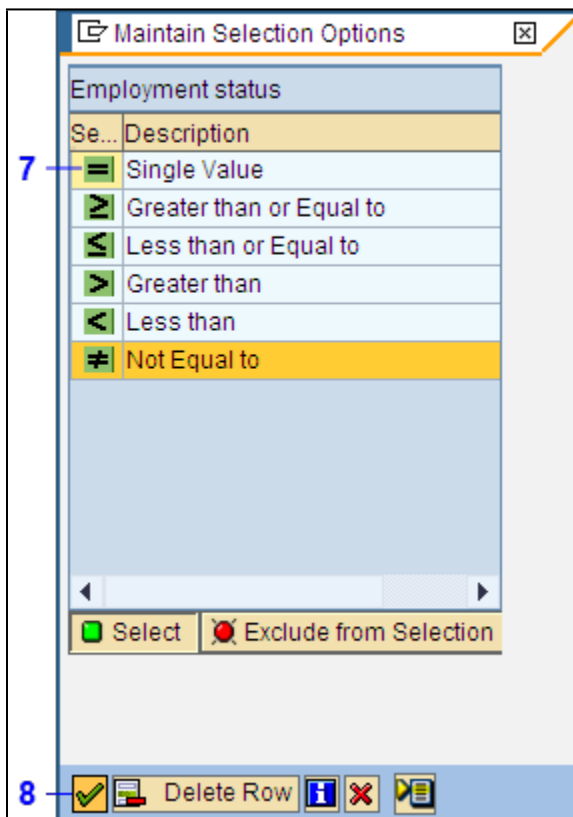 Maintain Selection Options
Employment status
Se... Description
7 = Single Value
≥ Greater than or Equal to
≤ Less than or Equal to
> Greater than
< Less than
≠ Not Equal to
Select Exclude from Selection
8 Delete Row